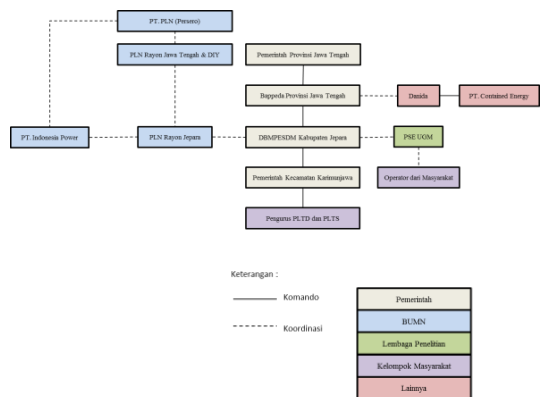 PT. PLN (Persero)
PLN Rayon Jawa Tengah & DIY
Pemerintah Provinsi Jawa Tengah
Bappeda Provinsi Jawa Tengah
Danida
PT. Contained Energy
PT. Indonesia Power
PLN Rayon Jepara
DBMPESDM Kabupaten Jepara
PSE UGM
Pemerintah Kecamatan Karimunjawa
Operator dari Masyarakat
Pengurus PLTD dan PLTS
Keterangan :
Komando
Koordinasi
Pemerintah
BUMN
Lembaga Penelitian
Kelompok Masyarakat
Lainnya